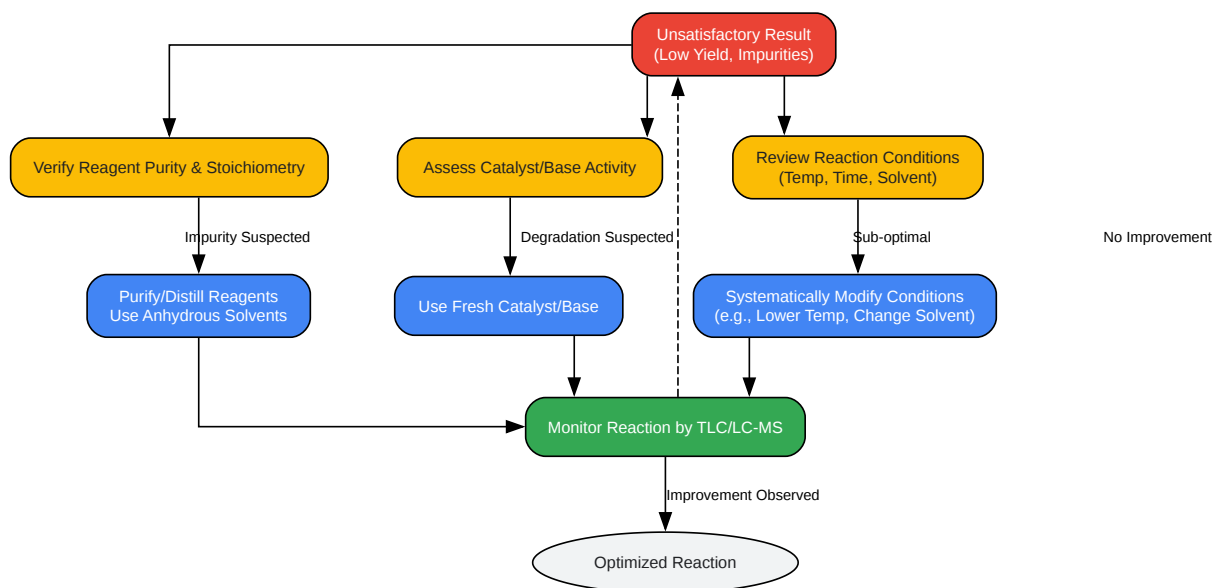 Unsatisfactory Result
(Low Yield, Impurities)
Verify Reagent Purity & Stoichiometry
Assess Catalyst/Base Activity
Review Reaction Conditions
(Temp, Time, Solvent)
Impurity Suspected
Degradation Suspected
Sub-optimal
No Improvement
Purify/Distill Reagents
Use Anhydrous Solvents
Use Fresh Catalyst/Base
Systematically Modify Conditions
(e.g., Lower Temp, Change Solvent)
Monitor Reaction by TLC/LC-MS
Improvement Observed
Optimized Reaction